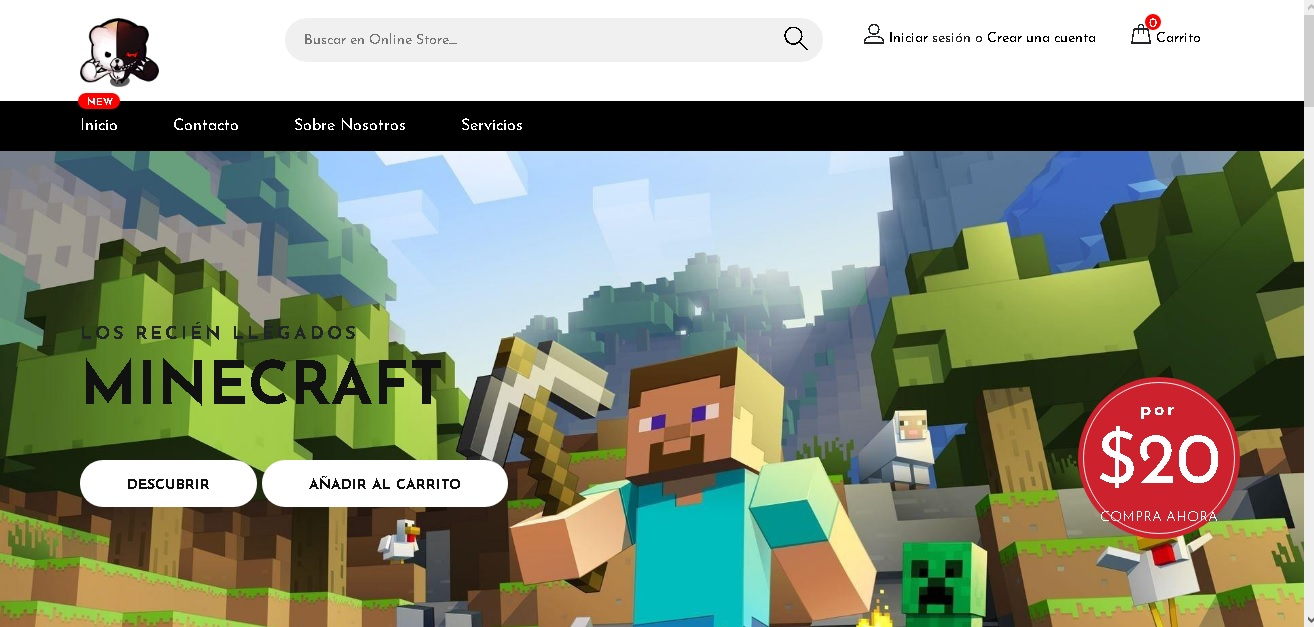 Buscar en Online Store...
Iniciar sesión o Crear una cuenta
0
Carrito
NEW
Inicio
Contacto
Sobre Nosotros
Servicios
LOS RECIÉN LLEGADOS
MINECRAFT
DESCUBRIR
AÑADIR AL CARRITO
por
$20
COMPRA AHORA